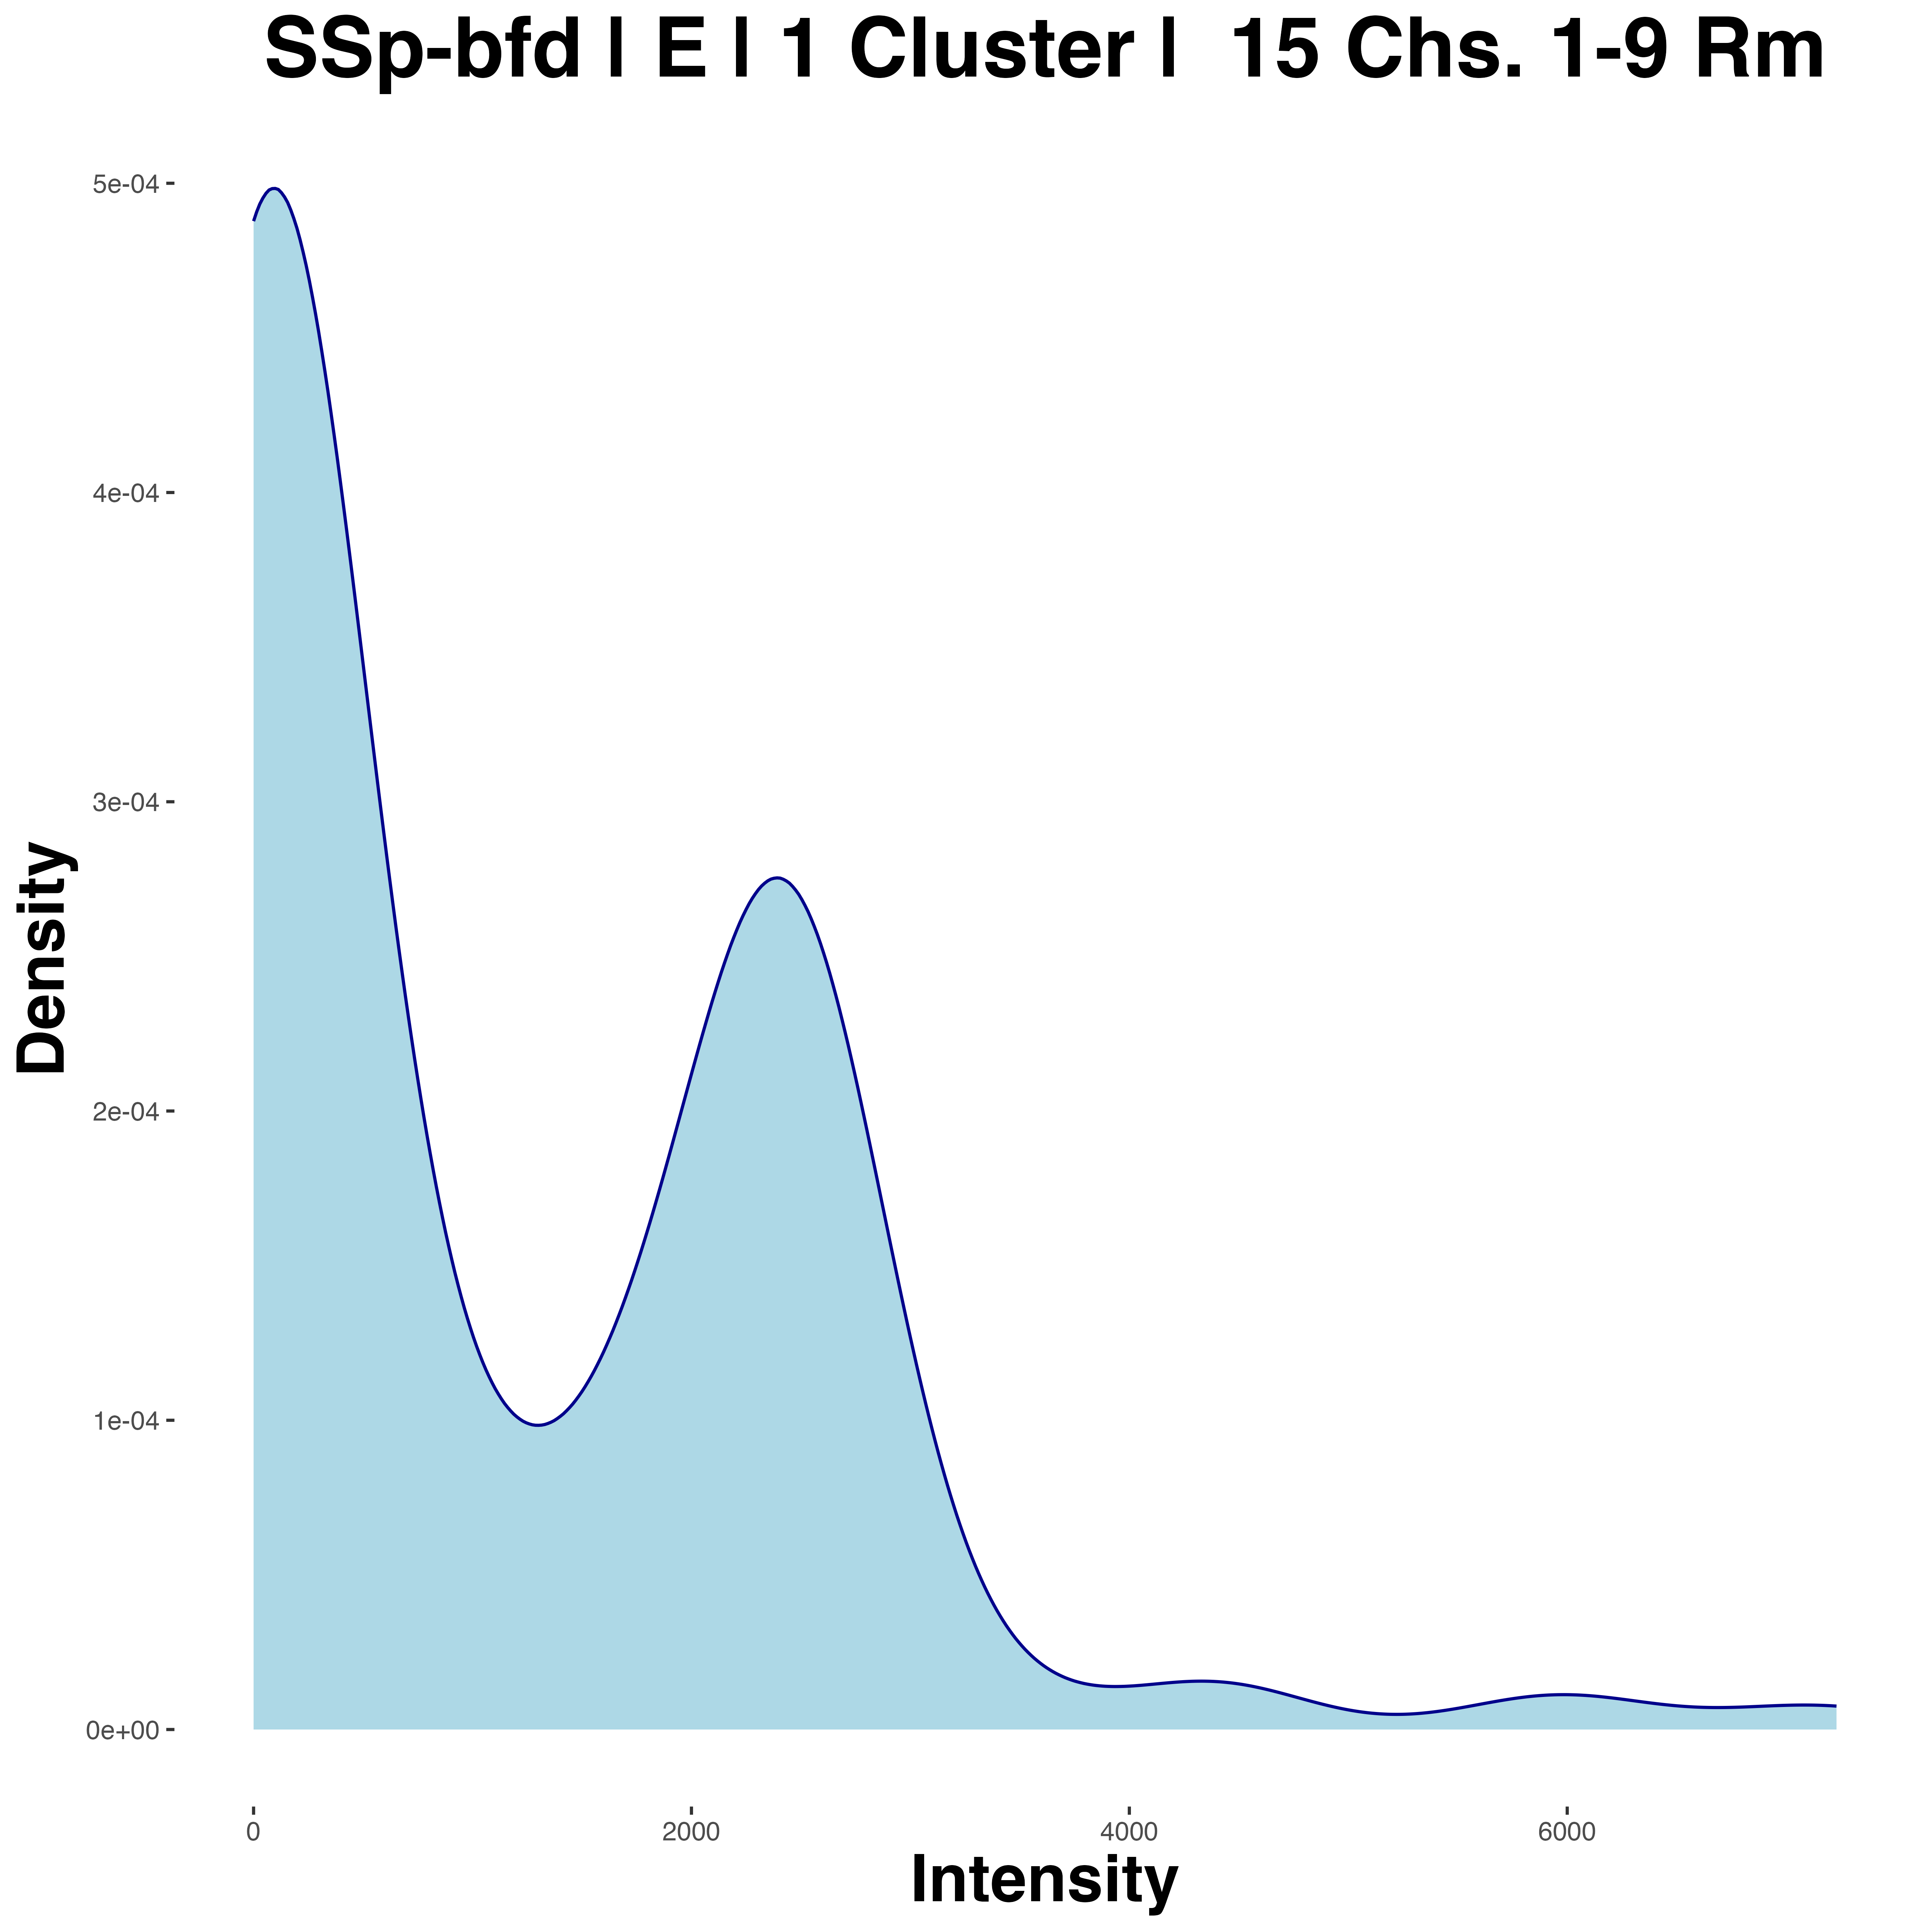 SSp-bfd | E | 1 Cluster |  15 Chs. 1-9 Rm
5e-04
4e-04
3e-04
2e-04
1e-04
0e+00
Density
0 2000 4000 6000
Intensity